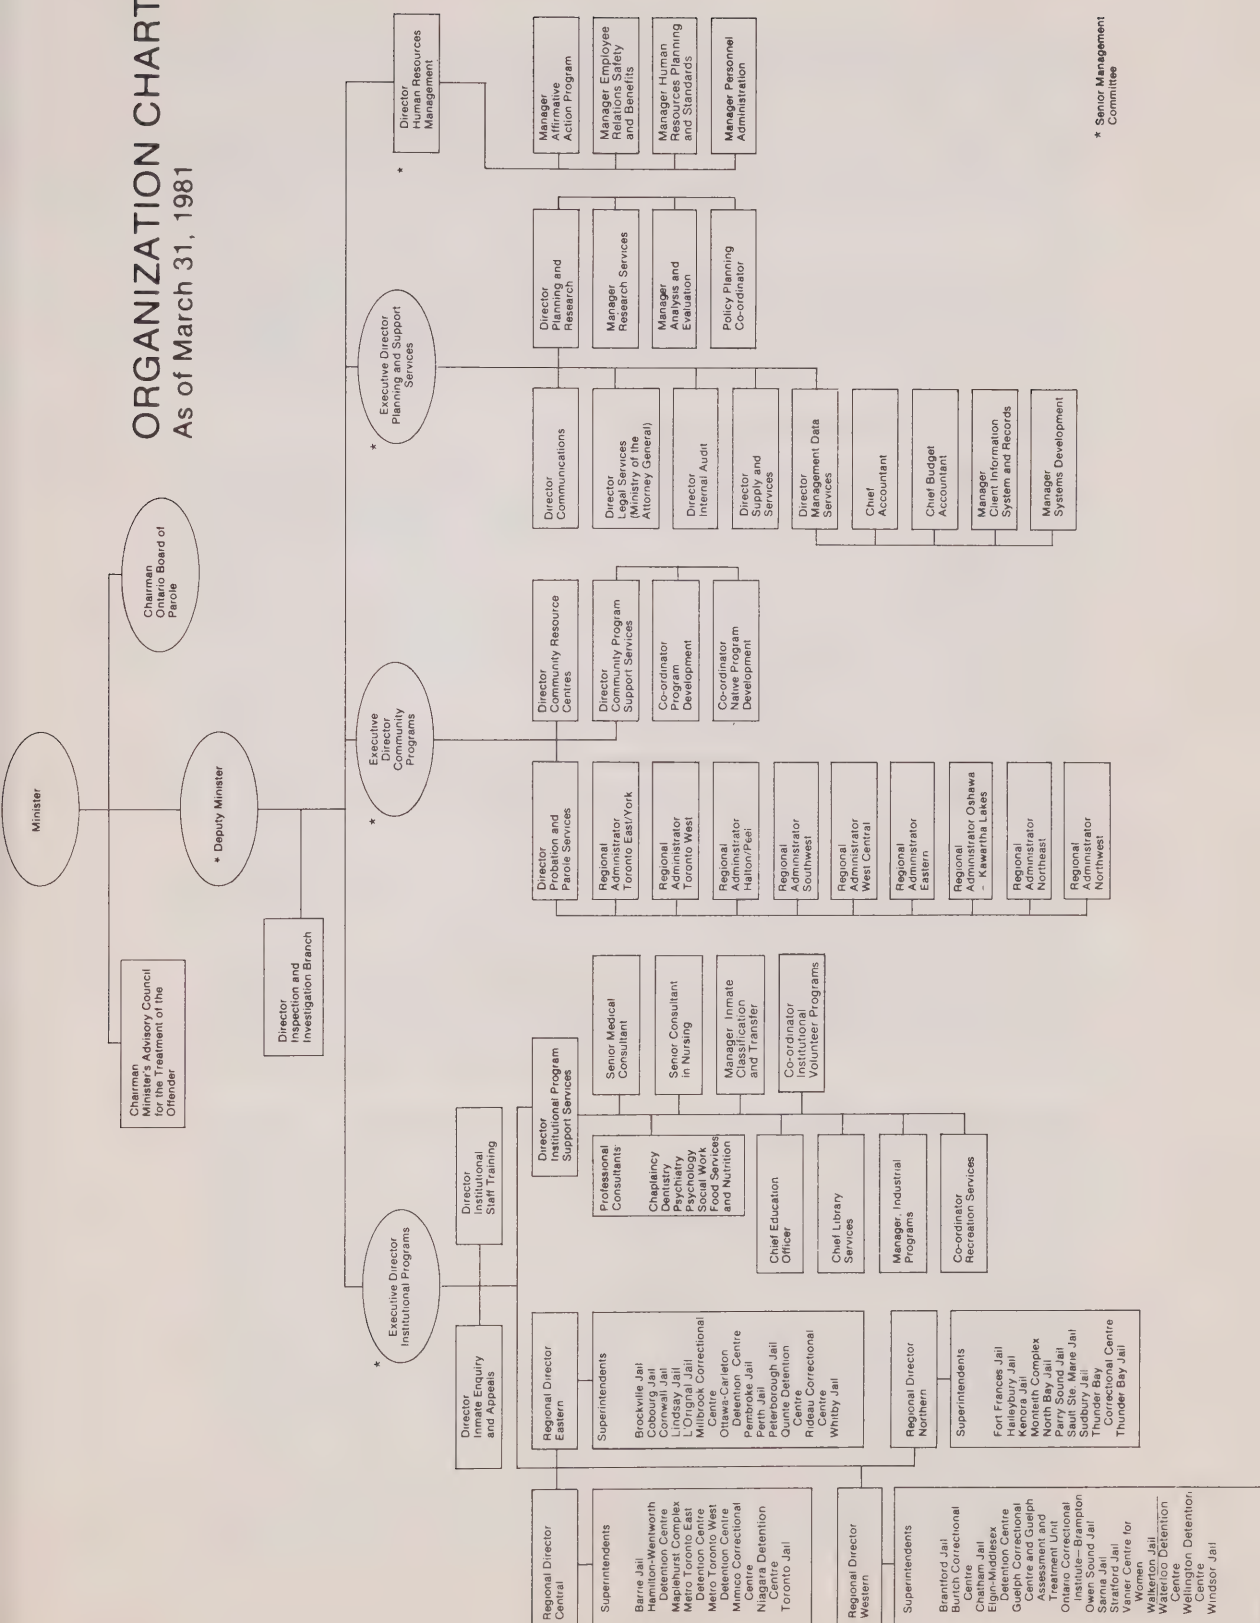 ORGANIZATION CHART
As of March 31, 1981
Minister
Chairman
Minister's Advisory Council
for the Treatment of the
Offender
Chairman
Ontario Board of
Parole
* Deputy Minister
Director
Inspection and
Investigation Branch
*
Executive Director
Institutional Programs
*
Executive
Director
Community
Programs
*
Executive Director
Planning and Support
Services
*
Director
Human Resources
Management
Director
Inmate Enquiry
and Appeals
Director
Institutional
Staff Training
Regional Director
Central
Superintendents
Barrie Jail
Hamilton-Wentworth
Detention Centre
Maplehurst Complex
Metro Toronto East
Detention Centre
Metro Toronto West
Detention Centre
Mimico Correctional
Centre
Niagara Detention
Centre
Toronto Jail
Regional Director
Eastern
Superintendents
Brockville Jail
Cobourg Jail
Cornwall Jail
Lindsay Jail
L'Orignal Jail
Millbrook Correctional
Centre
Ottawa-Carleton
Detention Centre
Pembroke Jail
Perth Jail
Peterborough Jail
Quinte Detention
Centre
Rideau Correctional
Centre
Whitby Jail
Regional Director
Western
Superintendents
Brantford Jail
Burtch Correctional
Centre
Chatham Jail
Elgin-Middlesex
Detention Centre
Guelph Correctional
Centre and Guelph
Assessment and
Treatment Unit
Ontario Correctional
Institute—Brampton
Owen Sound Jail
Sarnia Jail
Stratford Jail
Vanier Centre for
Women
Walkerton Jail
Waterloo Detention
Centre
Wellington Detention
Centre
Windsor Jail
Regional Director
Northern
Superintendents
Fort Frances Jail
Haileybury Jail
Kenora Jail
Monteith Complex
North Bay Jail
Parry Sound Jail
Sault Ste. Marie Jail
Sudbury Jail
Thunder Bay
Correctional Centre
Thunder Bay Jail
Director
Institutional Program
Support Services
Professional
Consultants:
Chaplaincy
Dentistry
Psychiatry
Psychology
Social Work
Food Services
and Nutrition
Chief Education
Officer
Chief Library
Services
Manager, Industrial
Programs
Co-ordinator
Recreation Services
Senior Medical
Consultant
Senior Consultant
in Nursing
Manager Inmate
Classification
and Transfer
Co-ordinator
Institutional
Volunteer Programs
Director
Probation and
Parole Services
Regional
Administrator
Toronto East/York
Regional
Administrator
Toronto West
Regional
Administrator
Halton/Peel
Regional
Administrator
Southwest
Regional
Administrator
West Central
Regional
Administrator
Eastern
Regional
Administrator Oshawa
- Kawartha Lakes
Regional
Administrator
Northeast
Regional
Administrator
Northwest
Director
Community Resource
Centres
Director
Community Program
Support Services
Co-ordinator
Program
Development
Co-ordinator
Native Program
Development
Director
Communications
Director
Legal Services
(Ministry of the
Attorney General)
Director
Internal Audit
Director
Supply and
Services
Director
Management Data
Services
Chief
Accountant
Chief Budget
Accountant
Manager
Client Information
System and Records
Manager
Systems Development
Director
Planning and
Research
Manager
Research Services
Manager
Analysis and
Evaluation
Policy Planning
Co-ordinator
Manager
Affirmative
Action Program
Manager Employee
Relations Safety
and Benefits
Manager Human
Resources Planning
and Standards
Manager Personnel
Administration
* Senior Management
Committee